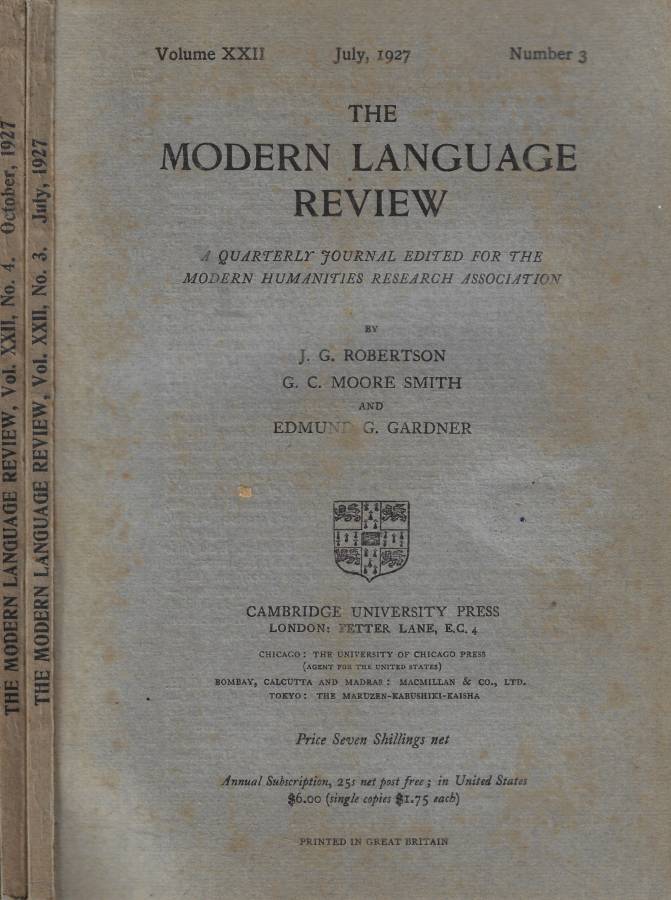 THE MODERN LANGUAGE REVIEW, Vol. XXII, No. 4. October, 1927
THE MODERN LANGUAGE REVIEW, Vol. XXII, No. 3. July, 1927
Volume XXII July, 1927 Number 3
THE
MODERN LANGUAGE
REVIEW
A QUARTERLY JOURNAL EDITED FOR THE
MODERN HUMANITIES RESEARCH ASSOCIATION
BY
J. G. ROBERTSON
G. C. MOORE SMITH
AND
EDMUND G. GARDNER
CAMBRIDGE UNIVERSITY PRESS
LONDON: FETTER LANE, E.C. 4
CHICAGO: THE UNIVERSITY OF CHICAGO PRESS
(AGENT FOR THE UNITED STATES)
BOMBAY, CALCUTTA AND MADRAS: MACMILLAN & CO., LTD.
TOKYO: THE MARUZEN-KABUSHIKI-KAISHA
Price Seven Shillings net
Annual Subscription, 25s net post free; in United States
$6.00 (single copies $1.75 each)
PRINTED IN GREAT BRITAIN